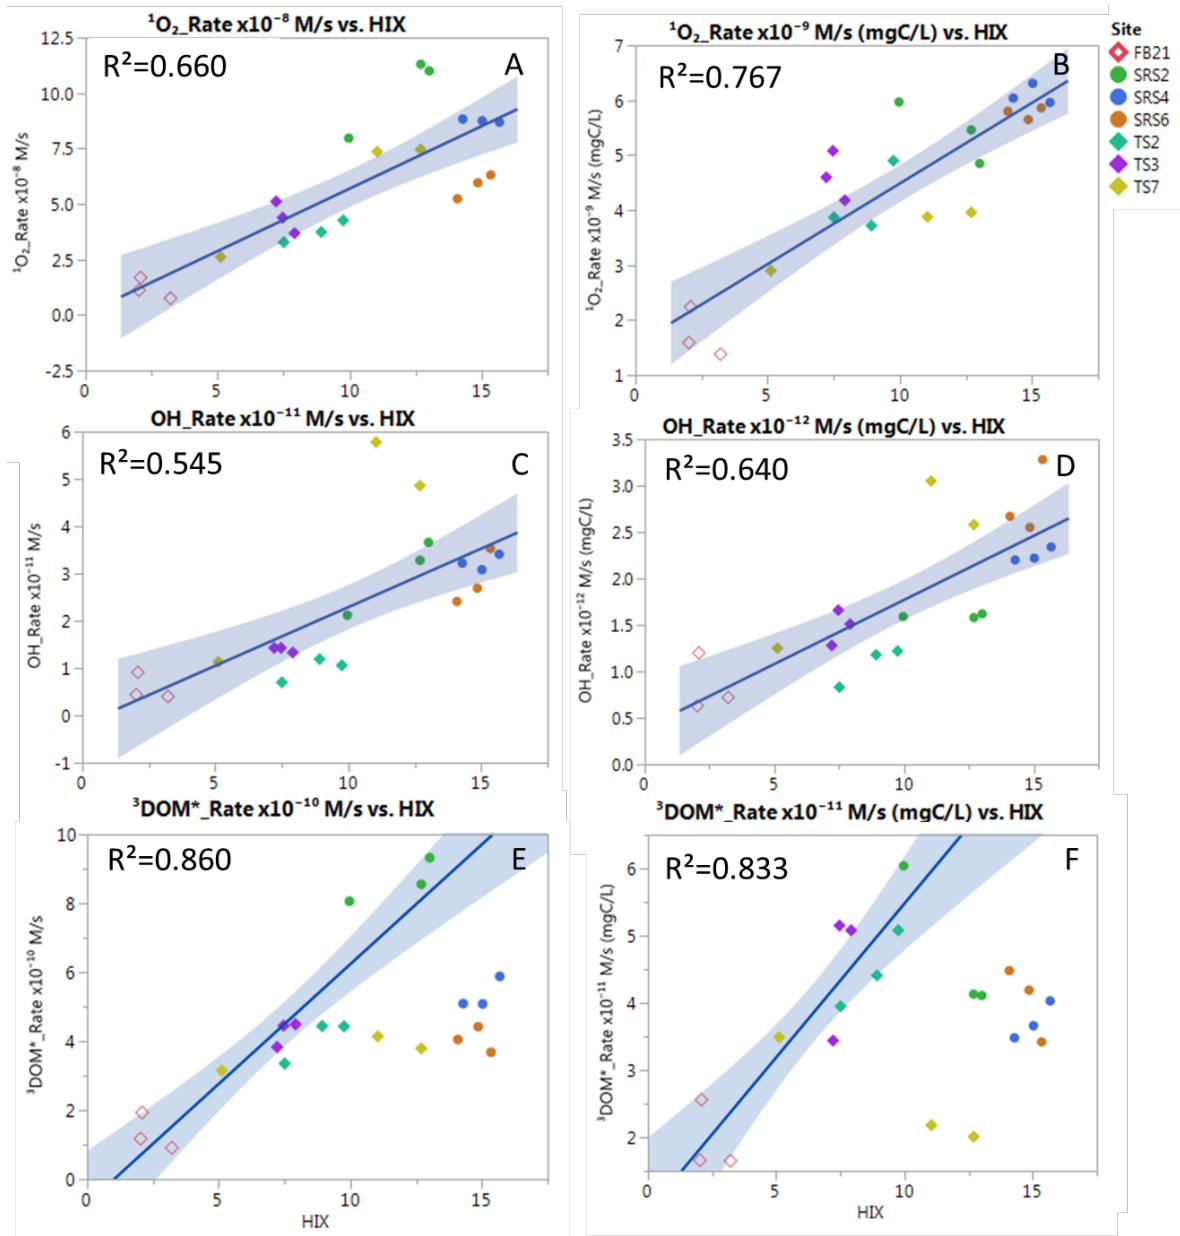 ¹O₂_Rate x10⁻⁸ M/s vs. HIX
R²=0.660
A
12.5
10.0
7.5
5.0
2.5
0.0
-2.5
0 5 10 15
¹O₂_Rate x10⁻⁸ M/s
¹O₂_Rate x10⁻⁹ M/s (mgC/L) vs. HIX
R²=0.767
B
7
6
5
4
3
2
1
0 5 10 15
¹O₂_Rate x10⁻⁹ M/s (mgC/L)
Site
FB21
SRS2
SRS4
SRS6
TS2
TS3
TS7
OH_Rate x10⁻¹¹ M/s vs. HIX
R²=0.545
C
6
5
4
3
2
1
0
-1
0 5 10 15
OH_Rate x10⁻¹¹ M/s
OH_Rate x10⁻¹² M/s (mgC/L) vs. HIX
R²=0.640
D
3.5
3.0
2.5
2.0
1.5
1.0
0.5
0.0
0 5 10 15
OH_Rate x10⁻¹² M/s (mgC/L)
³DOM*_Rate x10⁻¹⁰ M/s vs. HIX
R²=0.860
E
10
8
6
4
2
0
0 5 10 15
HIX
³DOM*_Rate x10⁻¹⁰ M/s
³DOM*_Rate x10⁻¹¹ M/s (mgC/L) vs. HIX
R²=0.833
F
6
5
4
3
2
0 5 10 15
HIX
³DOM*_Rate x10⁻¹¹ M/s (mgC/L)